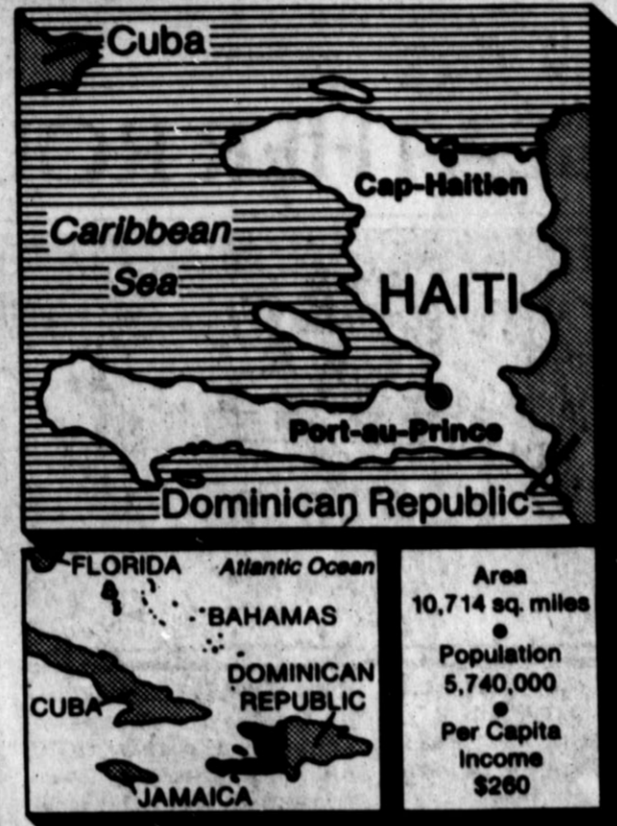 Cuba
Cap-Haitien
Caribbean
Sea
HAITI
Port-au-Prince
Dominican Republic
FLORIDA
Atlantic Ocean
BAHAMAS
DOMINICAN
REPUBLIC
CUBA
JAMAICA
Area
10,714 sq. miles
Population
5,740,000
Per Capita
Income
$260